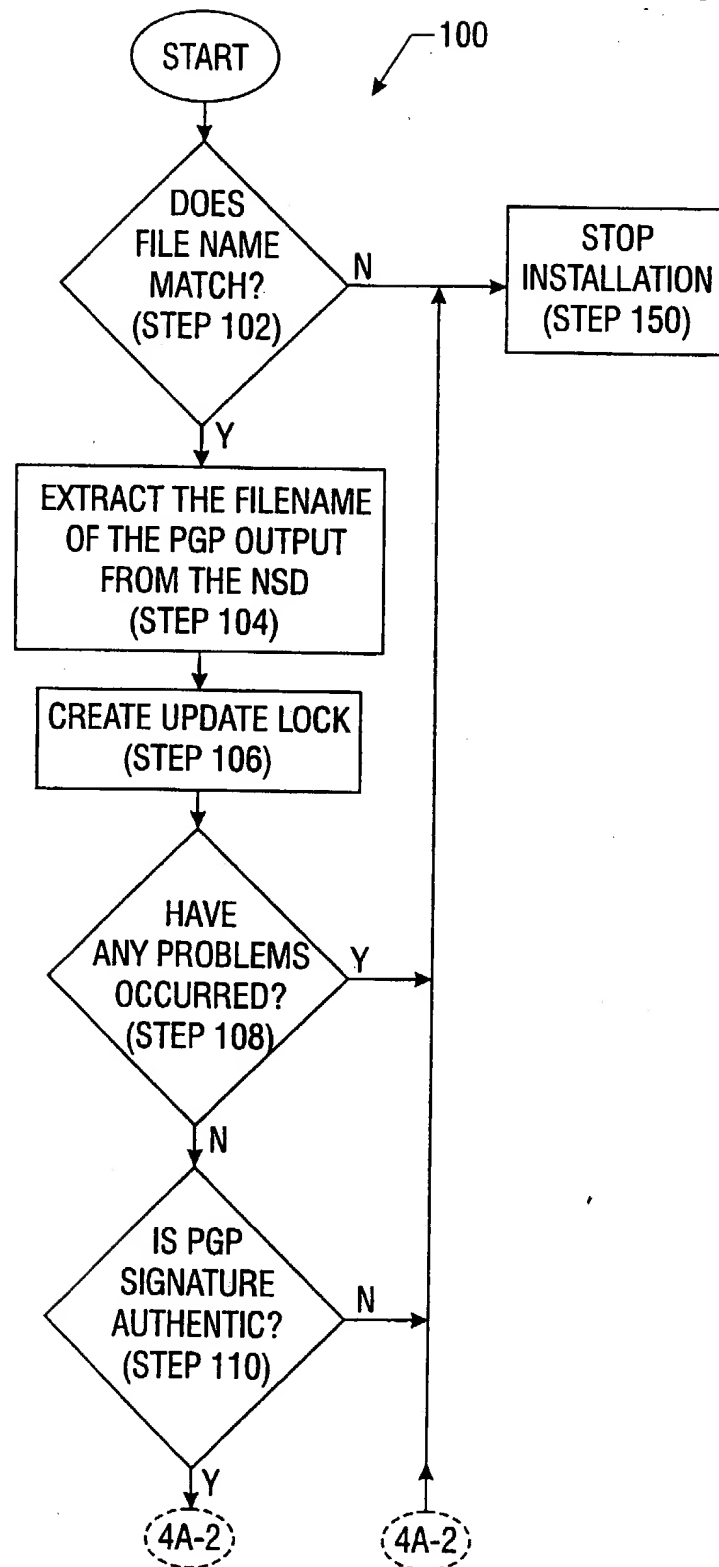 START
100
DOES
FILE NAME
MATCH?
(STEP 102)
N
STOP
INSTALLATION
(STEP 150)
Y
EXTRACT THE FILENAME
OF THE PGP OUTPUT
FROM THE NSD
(STEP 104)
CREATE UPDATE LOCK
(STEP 106)
HAVE
ANY PROBLEMS
OCCURRED?
(STEP 108)
Y
N
IS PGP
SIGNATURE
AUTHENTIC?
(STEP 110)
N
Y
4A-2
4A-2